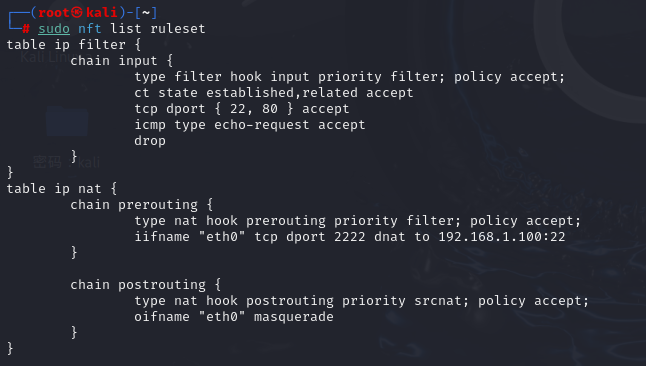 ┌──(root㉿kali)-[~]
└─# sudo nft list ruleset
table ip filter {
        chain input {
                type filter hook input priority filter; policy accept;
                ct state established,related accept
                tcp dport { 22, 80 } accept
                icmp type echo-request accept
                drop
        }
}
table ip nat {
        chain prerouting {
                type nat hook prerouting priority filter; policy accept;
                iifname "eth0" tcp dport 2222 dnat to 192.168.1.100:22
        }

        chain postrouting {
                type nat hook postrouting priority srcnat; policy accept;
                oifname "eth0" masquerade
        }
}
密码:kali